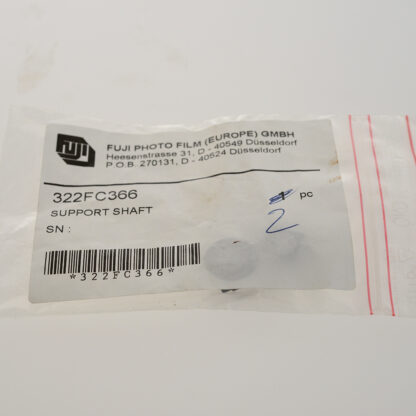 FUJI
FUJI PHOTO FILM (EUROPE) GMBH
Heesenstrasse 31, D - 40549 Düsseldorf
P.O.B. 270131, D - 40524 Düsseldorf
322FC366
SUPPORT SHAFT
pc
2
SN :
*322FC366*